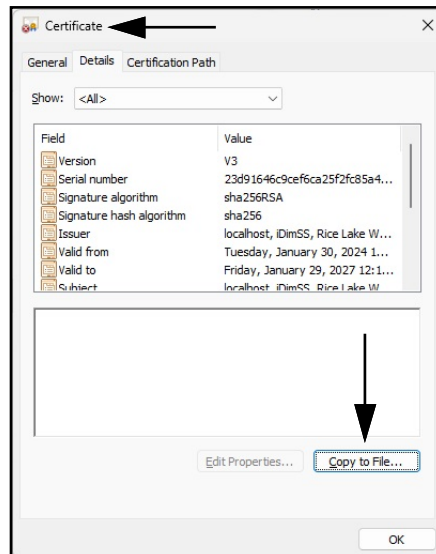 Certificate
General Details Certification Path
Show: <All>
Field Value
Version V3
Serial number 23d91646c9cef6ca25f2fc85a4...
Signature algorithm sha256RSA
Signature hash algorithm sha256
Issuer localhost, iDimSS, Rice Lake W...
Valid from Tuesday, January 30, 2024 1...
Valid to Friday, January 29, 2027 12:1...
Subject localhost, iDimSS, Rice Lake W...
Edit Properties... Copy to File...
OK